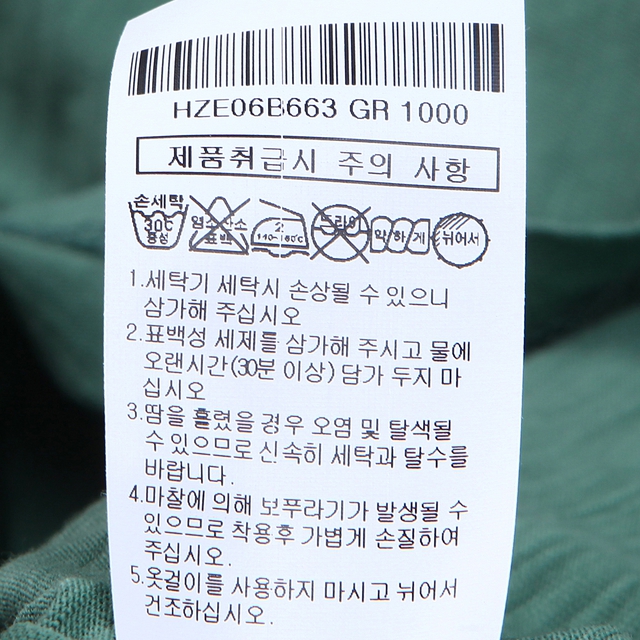 HZE06B663 GR 1000
제품취급시 주의 사항
손세탁
30℃
중성
염소산소
표백
2
140~160℃
드라이
약하게
뉘어서
1.세탁기 세탁시 손상될 수 있으니
삼가해 주십시오
2.표백성 세제를 삼가해 주시고 물에
오랜시간(30분 이상) 담가 두지 마
십시오
3.땀을 흘렸을 경우 오염 및 탈색될
수 있으므로 신속히 세탁과 탈수를
바랍니다.
4.마찰에 의해 보푸라기가 발생될 수
있으므로 착용후 가볍게 손질하여
주십시오.
5.옷걸이를 사용하지 마시고 뉘어서
건조하십시오.